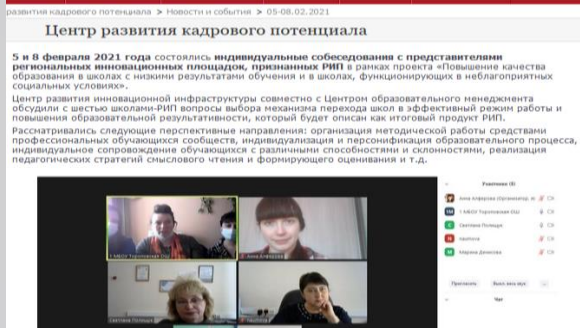 развития кадрового потенциала > Новости и события > 05-08.02.2021
Центр развития кадрового потенциала
5 и 8 февраля 2021 года состоялись индивидуальные собеседования с представителями
региональных инновационных площадок, признанных РИП в рамках проекта «Повышение качества
образования в школах с низкими результатами обучения и в школах, функционирующих в неблагоприятных
социальных условиях».
Центр развития инновационной инфраструктуры совместно с Центром образовательного менеджмента
обсудили с шестью школами-РИП вопросы выбора механизма перехода школ в эффективный режим работы и
повышения образовательной результативности, который будет описан как итоговый продукт РИП.
Рассматривались следующие перспективные направления: организация методической работы средствами
профессиональных обучающихся сообществ, индивидуализация и персонификация образовательного процесса,
индивидуальное сопровождение обучающихся с различными способностями и склонностями, реализация
педагогических стратегий смыслового чтения и формирующего оценивания и т.д.
Участники (5)
Анна Алферова
Светлана Полищук
Марина Денисова
Пригласить
Чат